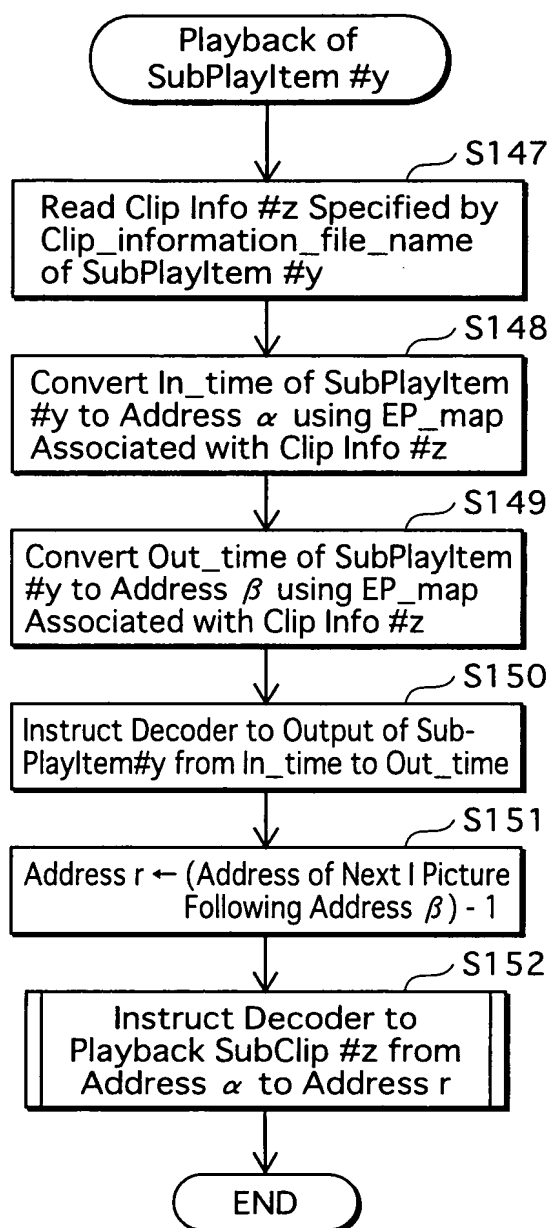 Playback of
SubPlayItem #y
S147
Read Clip Info #z Specified by
Clip_information_file_name
of SubPlayItem #y
S148
Convert In_time of SubPlayItem
#y to Address α using EP_map
Associated with Clip Info #z
S149
Convert Out_time of SubPlayItem
#y to Address β using EP_map
Associated with Clip Info #z
S150
Instruct Decoder to Output of Sub-
PlayItem#y from In_time to Out_time
S151
Address r ← (Address of Next I Picture
Following Address β) - 1
S152
Instruct Decoder to
Playback SubClip #z from
Address α to Address r
END